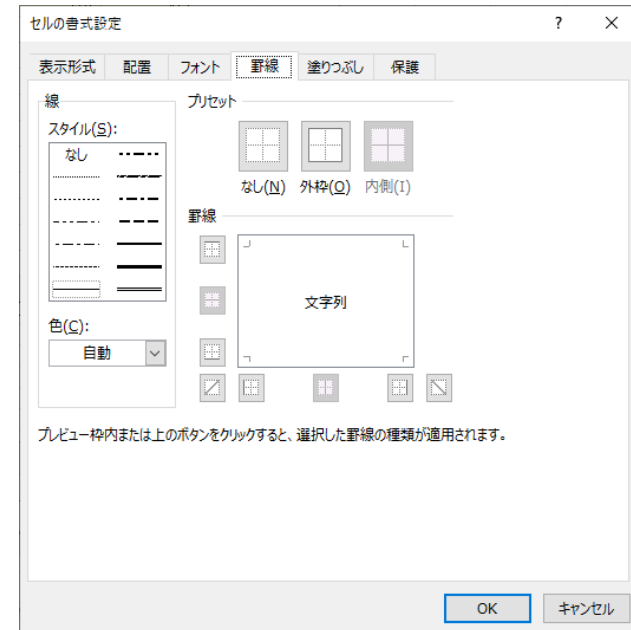 セルの書式設定
? ×
表示形式 配置 フォント 罫線 塗りつぶし 保護
線
プリセット
スタイル(S):
なし
なし(N) 外枠(O) 内側(I)
罫線
文字列
色(C):
自動
プレビュー枠内または上のボタンをクリックすると、選択した罫線の種類が適用されます。
OK キャンセル